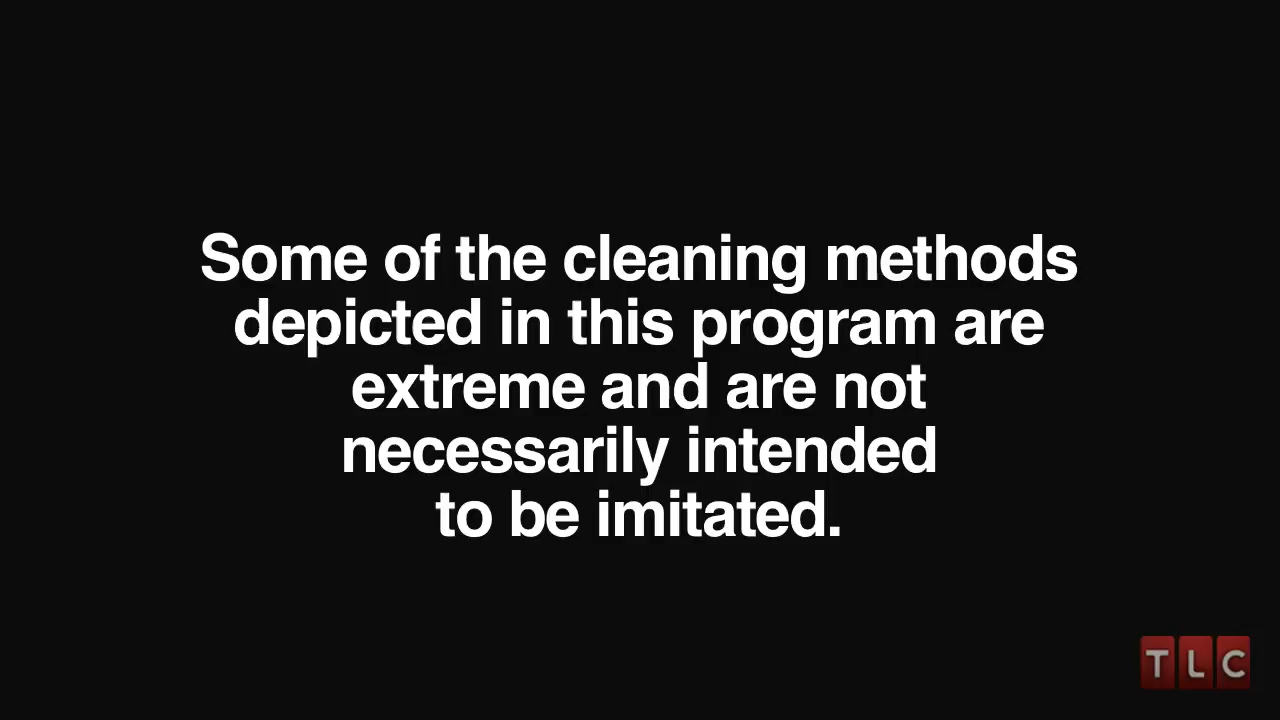 Some of the cleaning methods
depicted in this program are
extreme and are not
necessarily intended
to be imitated.
TLC